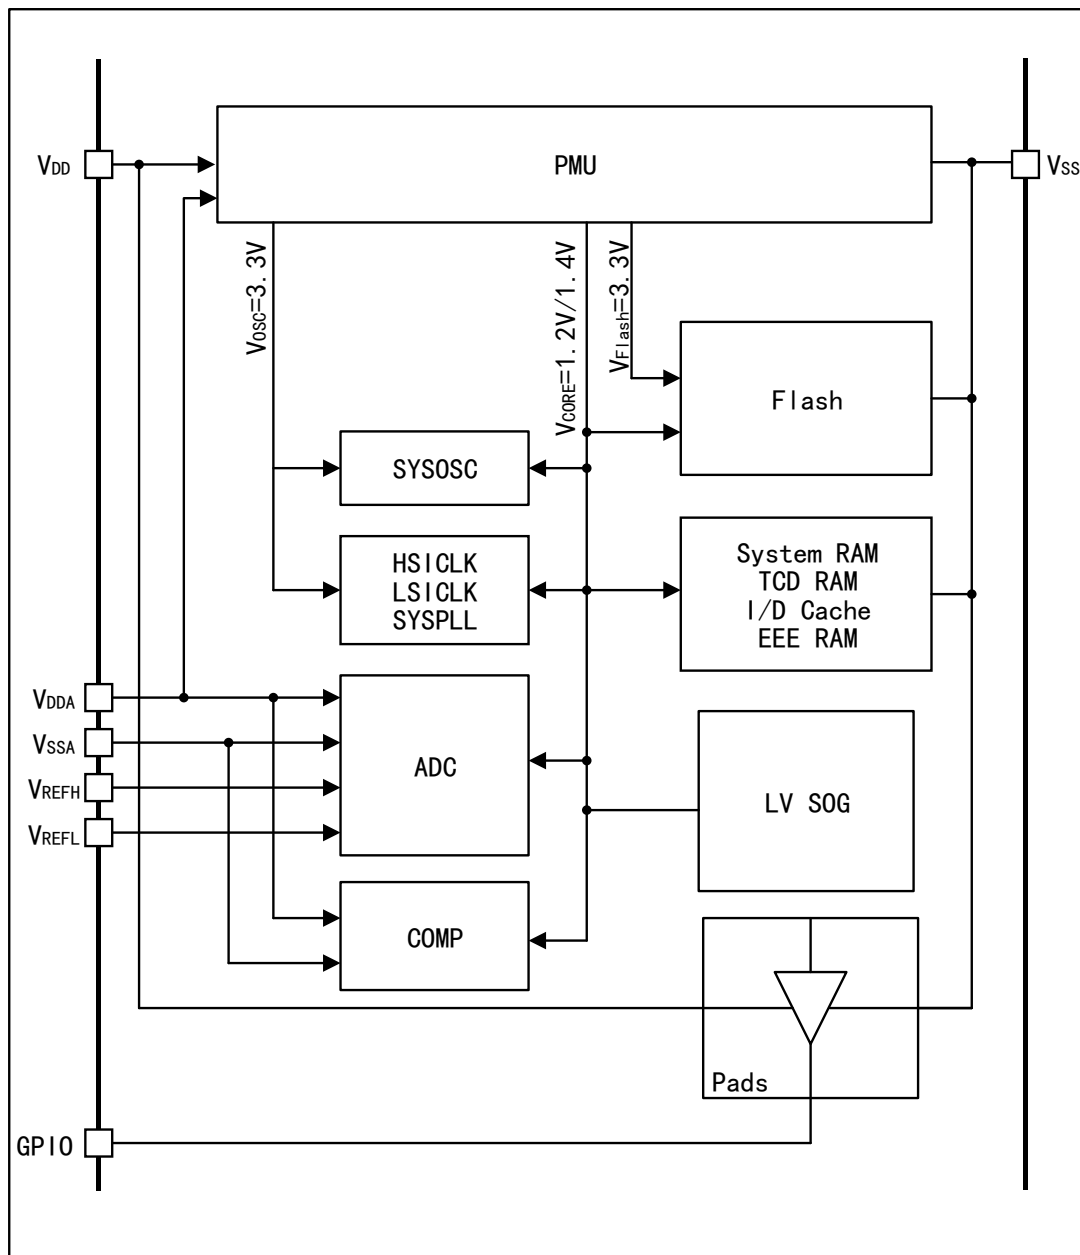 PMU
VDD
VSS
VOSC=3.3V
VCORE=1.2V/1.4V
VFlash=3.3V
Flash
SYSOSC
HSICLK
LSICLK
SYSPLL
System RAM
TCD RAM
I/D Cache
EEE RAM
VDDA
VSSA
VREFH
VREFL
ADC
LV SOG
COMP
Pads
GPIO